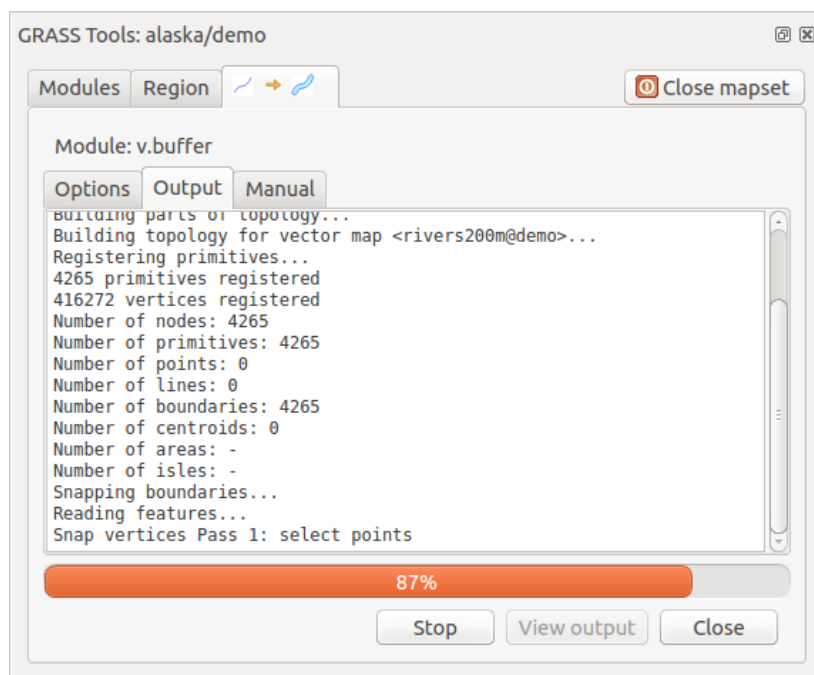 GRASS Tools: alaska/demo
Modules Region Close mapset
Module: v.buffer
Options Output Manual
Building parts of topology...
Building topology for vector map <rivers200m@demo>...
Registering primitives...
4265 primitives registered
416272 vertices registered
Number of nodes: 4265
Number of primitives: 4265
Number of points: 0
Number of lines: 0
Number of boundaries: 4265
Number of centroids: 0
Number of areas: -
Number of isles: -
Snapping boundaries...
Reading features...
Snap vertices Pass 1: select points
87%
Stop View output Close